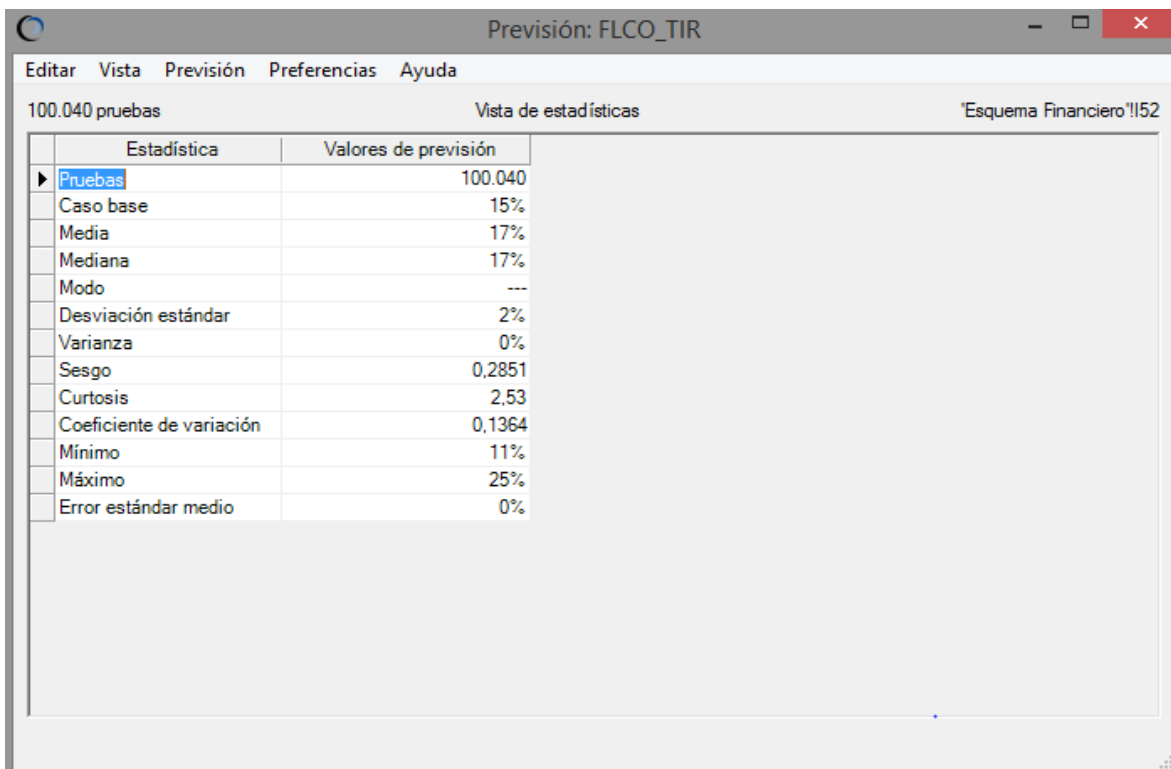 Previsión: FLCO_TIR
Editar Vista Previsión Preferencias Ayuda
100.040 pruebas Vista de estadísticas 'Esquema Financiero'!I52
Estadística Valores de previsión
Pruebas 100.040
Caso base 15%
Media 17%
Mediana 17%
Modo ---
Desviación estándar 2%
Varianza 0%
Sesgo 0,2851
Curtosis 2,53
Coeficiente de variación 0,1364
Mínimo 11%
Máximo 25%
Error estándar medio 0%